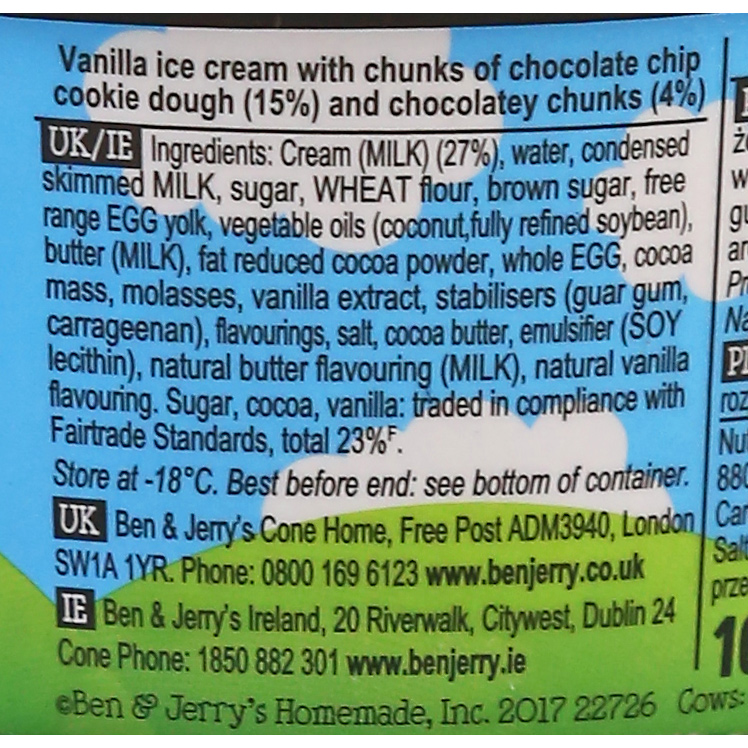 Vanilla ice cream with chunks of chocolate chip
cookie dough (15%) and chocolatey chunks (4%)
UK/IE Ingredients: Cream (MILK) (27%), water, condensed
skimmed MILK, sugar, WHEAT flour, brown sugar, free
range EGG yolk, vegetable oils (coconut,fully refined soybean),
butter (MILK), fat reduced cocoa powder, whole EGG, cocoa
mass, molasses, vanilla extract, stabilisers (guar gum,
carrageenan), flavourings, salt, cocoa butter, emulsifier (SOY
lecithin), natural butter flavouring (MILK), natural vanilla
flavouring. Sugar, cocoa, vanilla: traded in compliance with
Fairtrade Standards, total 23%ᶠ.
Store at -18°C. Best before end: see bottom of container.
UK Ben & Jerry's Cone Home, Free Post ADM3940, London
SW1A 1YR. Phone: 0800 169 6123 www.benjerry.co.uk
IE Ben & Jerry's Ireland, 20 Riverwalk, Citywest, Dublin 24
Cone Phone: 1850 882 301 www.benjerry.ie
©Ben & Jerry's Homemade, Inc. 2017 22726 Cows: